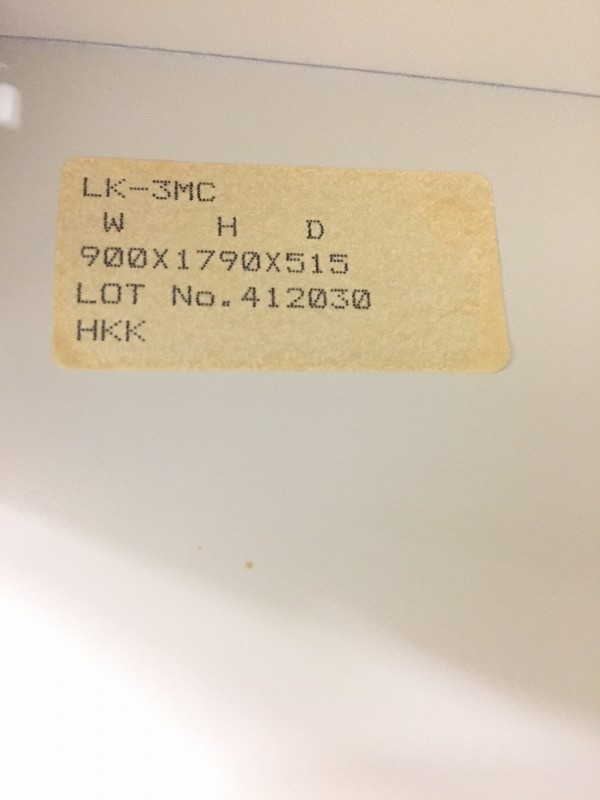 LK-3MC
W H D
900X1790X515
LOT No.412030
HKK